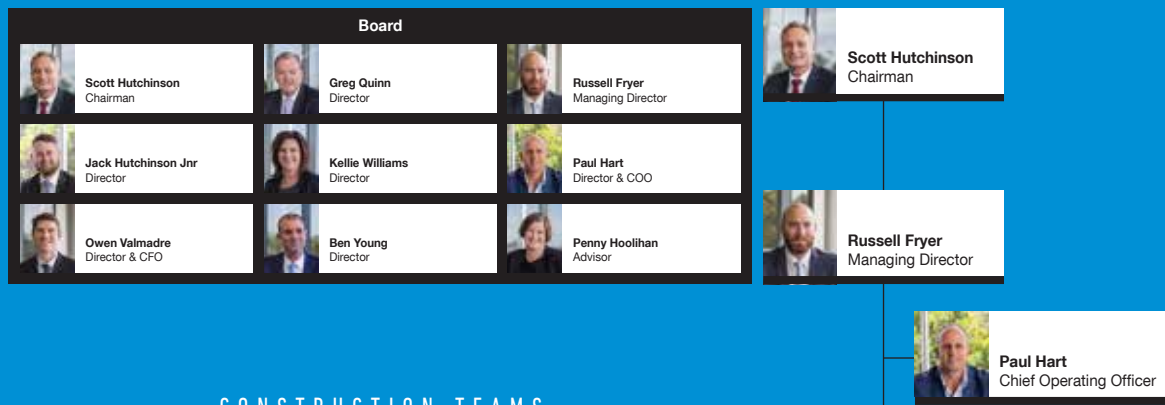 Board
Scott Hutchinson
Chairman
Greg Quinn
Director
Russell Fryer
Managing Director
Jack Hutchinson Jnr
Director
Kellie Williams
Director
Paul Hart
Director & COO
Owen Valmadre
Director & CFO
Ben Young
Director
Penny Hoolihan
Advisor
Scott Hutchinson
Chairman
Russell Fryer
Managing Director
Paul Hart
Chief Operating Officer
CONSTRUCTION TEAMS